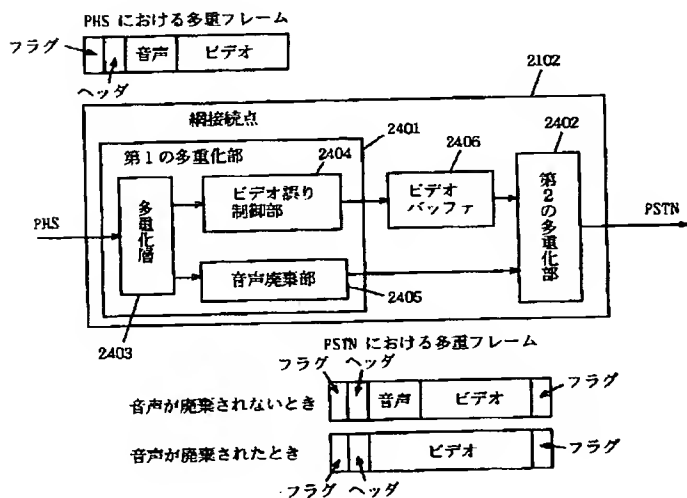 PHS における多重フレーム
フラグ
音声
ビデオ
ヘッダ
2102
網接続点
2401
2402
第1の多重化部
2404
2406
PHS
多重化層
ビデオ誤り
制御部
ビデオ
バッファ
第2の多重化部
PSTN
音声廃棄部
2405
2403
PSTN における多重フレーム
フラグ ヘッダ
フラグ
音声が廃棄されないとき
音声
ビデオ
音声が廃棄されたとき
ビデオ
フラグ
フラグ ヘッダ